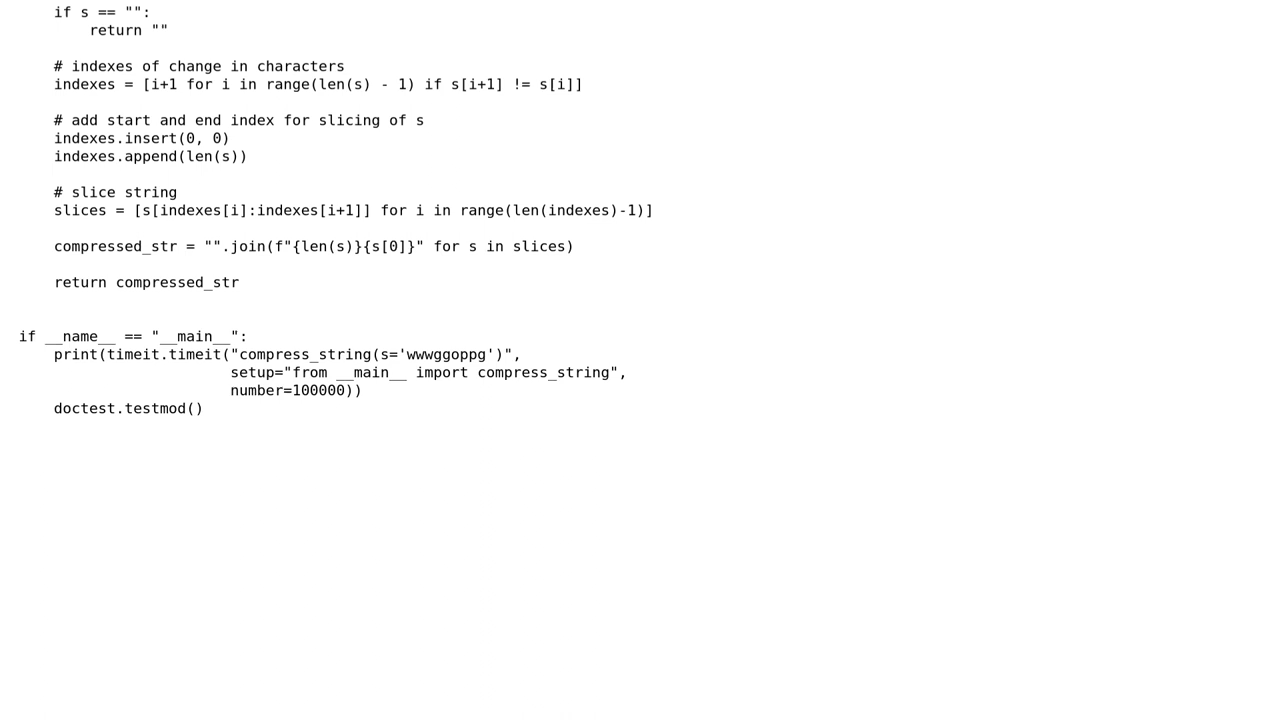 if s == "":
        return ""

    # indexes of change in characters
    indexes = [i+1 for i in range(len(s) - 1) if s[i+1] != s[i]]

    # add start and end index for slicing of s
    indexes.insert(0, 0)
    indexes.append(len(s))

    # slice string
    slices = [s[indexes[i]:indexes[i+1]] for i in range(len(indexes)-1)]

    compressed_str = "".join(f"{len(s)}{s[0]}" for s in slices)

    return compressed_str


if __name__ == "__main__":
    print(timeit.timeit("compress_string(s='wwwggoppg')",
                        setup="from __main__ import compress_string",
                        number=100000))
    doctest.testmod()